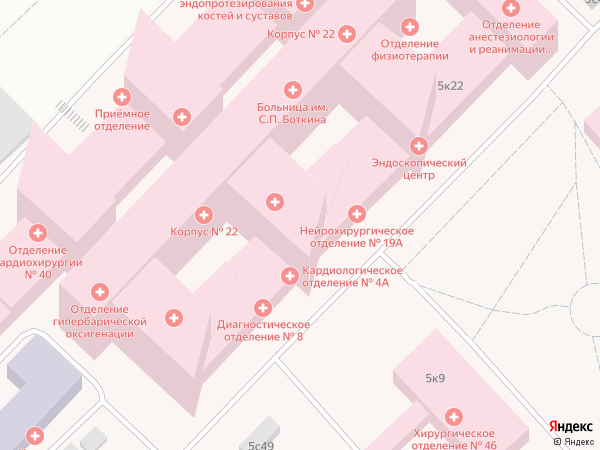 эндопротезирования
костей и суставов
Корпус № 22
Отделение
анестезиологии
и реанимации...
Отделение
физиотерапии
5к22
Больница им.
С.П. Боткина
Приёмное
отделение
Эндоскопический
центр
Корпус № 22
Нейрохирургическое
отделение № 19А
Отделение
кардиохирургии
№ 40
Кардиологическое
отделение № 4А
Отделение
гипербарической
оксигенации
Диагностическое
отделение № 8
5к9
Хирургическое
отделение № 46
5с49
Яндекс
© Яндекс